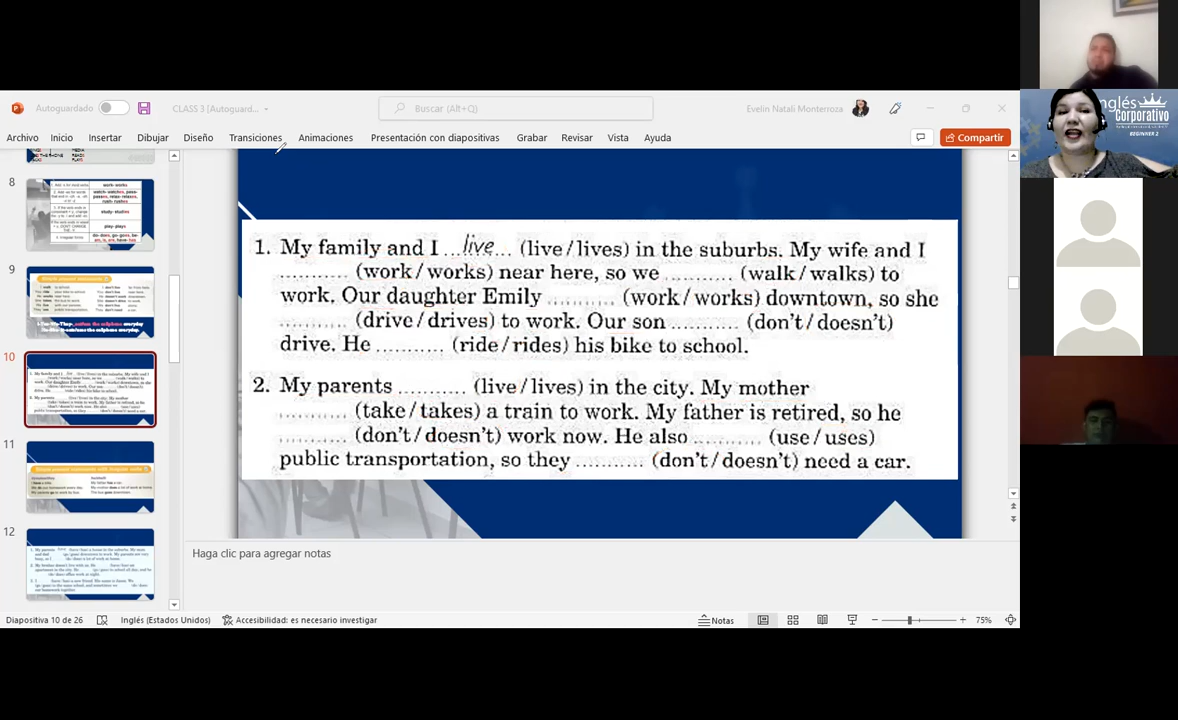 Autoguardado
CLASS 3 [Autoguard...
Buscar (Alt+Q)
Evelin Natali Monterroza
Archivo Inicio Insertar Dibujar Diseño Transiciones Animaciones Presentación con diapositivas Grabar Revisar Vista Ayuda
Compartir
inglés
Corporativo
BEGINNER 2
8
9
10
11
12
1. My family and I ...live... (live/lives) in the suburbs. My wife and I
.......... (work/works) near here, so we .......... (walk/walks) to
work. Our daughter Emily .......... (work/works) downtown, so she
.......... (drive/drives) to work. Our son .......... (don't/doesn't)
drive. He .......... (ride/rides) his bike to school.
2. My parents .......... (live/lives) in the city. My mother
.......... (take/takes) a train to work. My father is retired, so he
.......... (don't/doesn't) work now. He also .......... (use/uses)
public transportation, so they .......... (don't/doesn't) need a car.
Haga clic para agregar notas
Diapositiva 10 de 26 Inglés (Estados Unidos) Accesibilidad: es necesario investigar Notas 75%